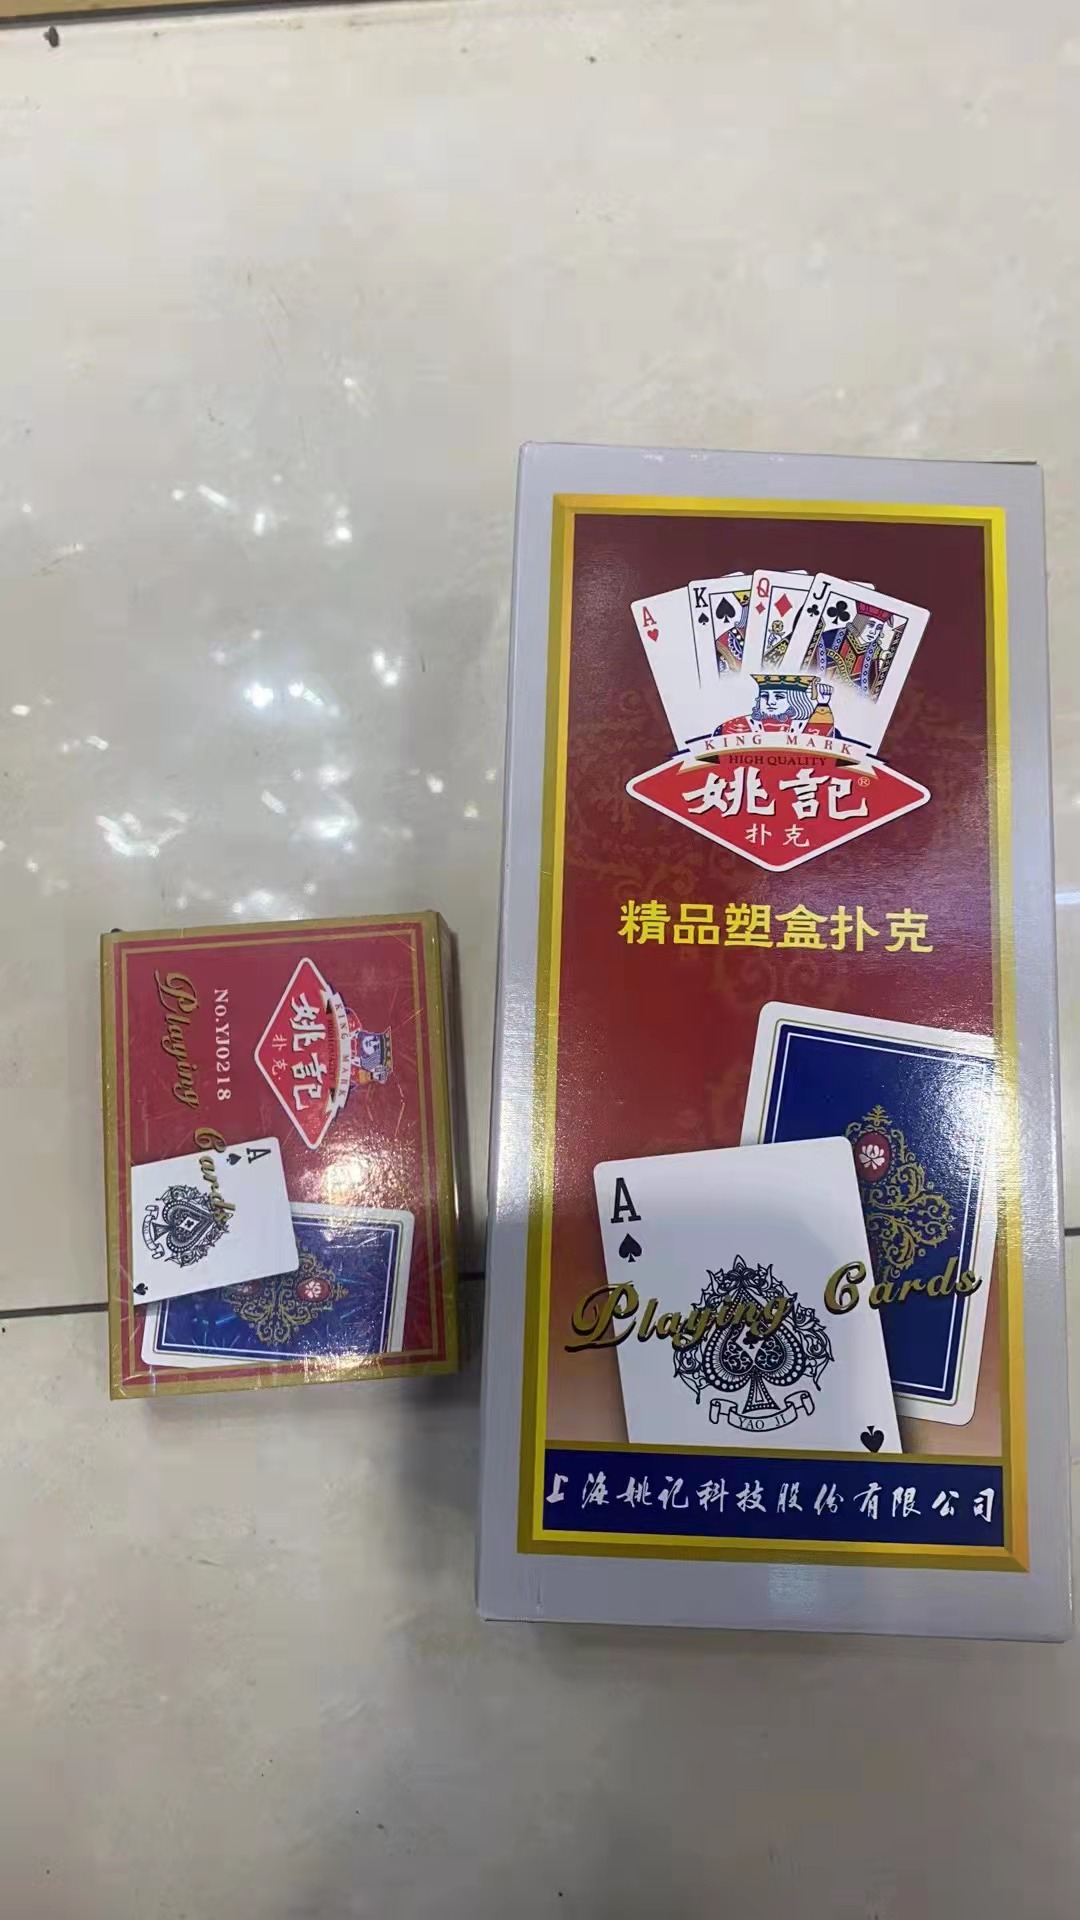 A
K
Q
J
KING MARK
HIGH QUALITY
姚記®
扑克
精品塑盒扑克
A
Playing Cards
YAO JI
上海姚记科技股份有限公司
KING MARK
HIGH QUALITY
姚記
扑克
No.YJ0218
Playing Cards
A